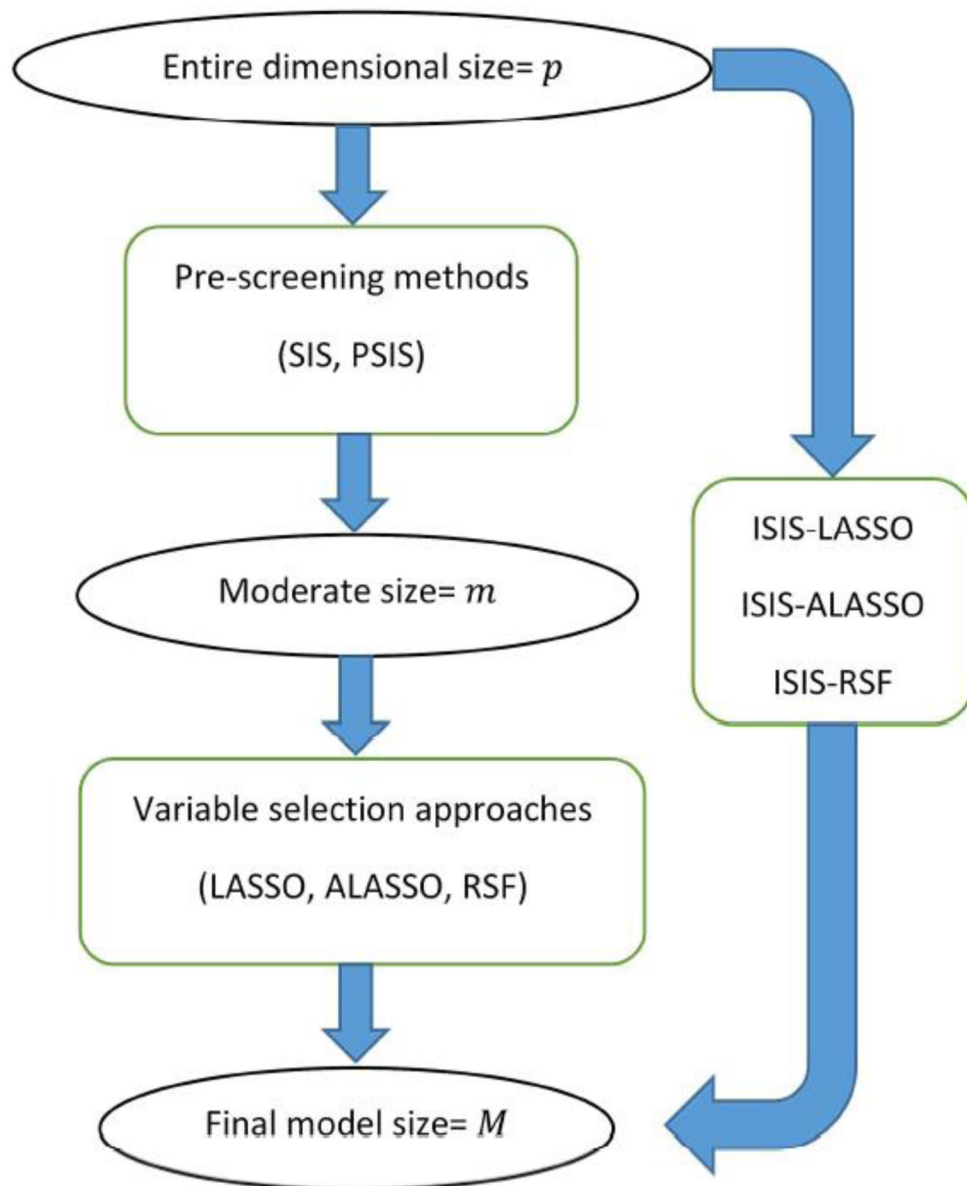 Entire dimensional size= p
Pre-screening methods
(SIS, PSIS)
Moderate size= m
Variable selection approaches
(LASSO, ALASSO, RSF)
Final model size= M
ISIS-LASSO
ISIS-ALASSO
ISIS-RSF